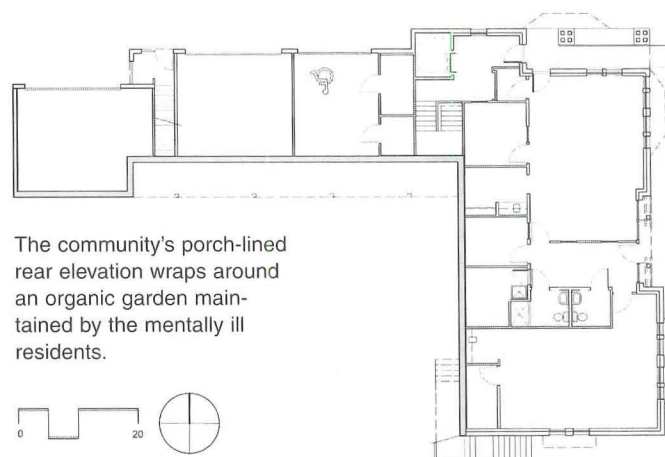 The community's porch-lined
rear elevation wraps around
an organic garden main-
tained by the mentally ill
residents.
0 20